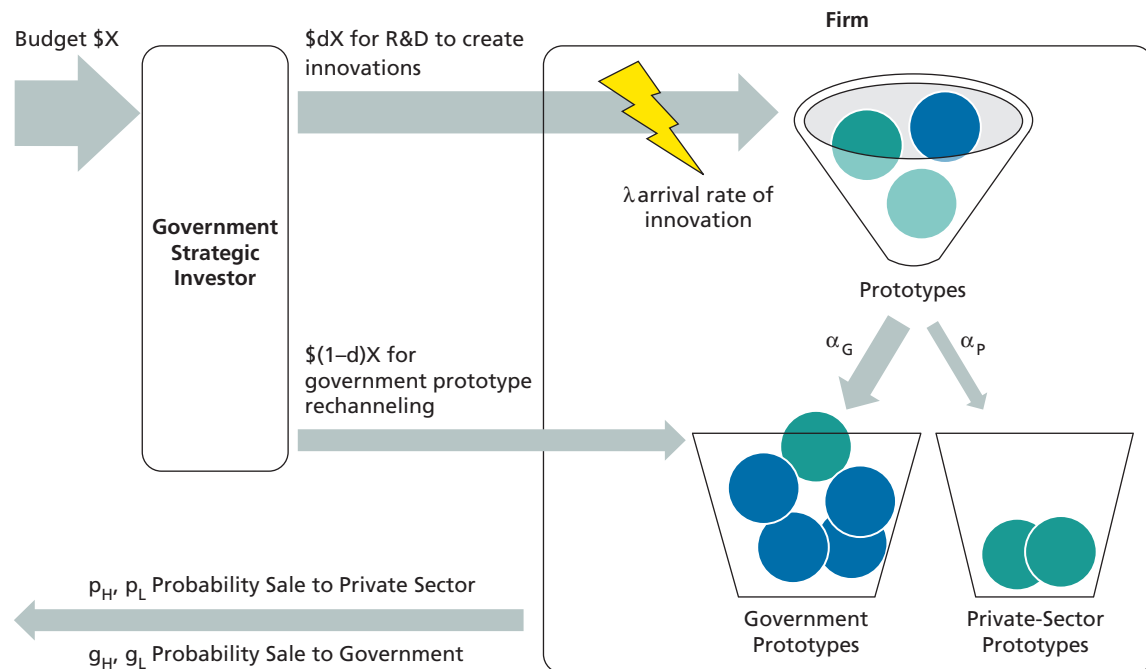 Firm
Budget $X
$dX for R&D to create
innovations
λ arrival rate of
innovation
Government
Strategic
Investor
Prototypes
$(1–d)X for
government prototype
rechanneling
α_G
α_P
p_H, p_L Probability Sale to Private Sector
g_H, g_L Probability Sale to Government
Government
Prototypes
Private-Sector
Prototypes